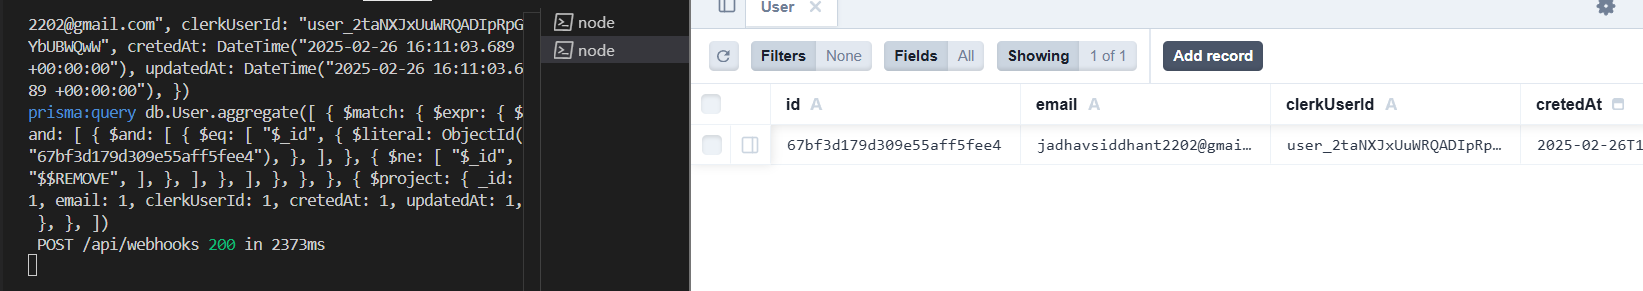 2202@gmail.com", clerkUserId: "user_2taNXJxUuWRQADIpRpG
YbUBWQwW", cretedAt: DateTime("2025-02-26 16:11:03.689
+00:00:00"), updatedAt: DateTime("2025-02-26 16:11:03.6
89 +00:00:00"), })
prisma:query db.User.aggregate([ { $match: { $expr: { $
and: [ { $and: [ { $eq: [ "$_id", { $literal: ObjectId(
"67bf3d179d309e55aff5fee4"), }, ], }, { $ne: [ "$_id",
"$$REMOVE", ], }, ], }, ], }, }, }, { $project: { _id:
1, email: 1, clerkUserId: 1, cretedAt: 1, updatedAt: 1,
}, }, ])
POST /api/webhooks 200 in 2373ms
node
node
User
Filters None Fields All Showing 1 of 1 Add record
id A email A clerkUserId A cretedAt
67bf3d179d309e55aff5fee4 jadhavsiddhant2202@gmai… user_2taNXJxUuWRQADIpRp… 2025-02-26T1